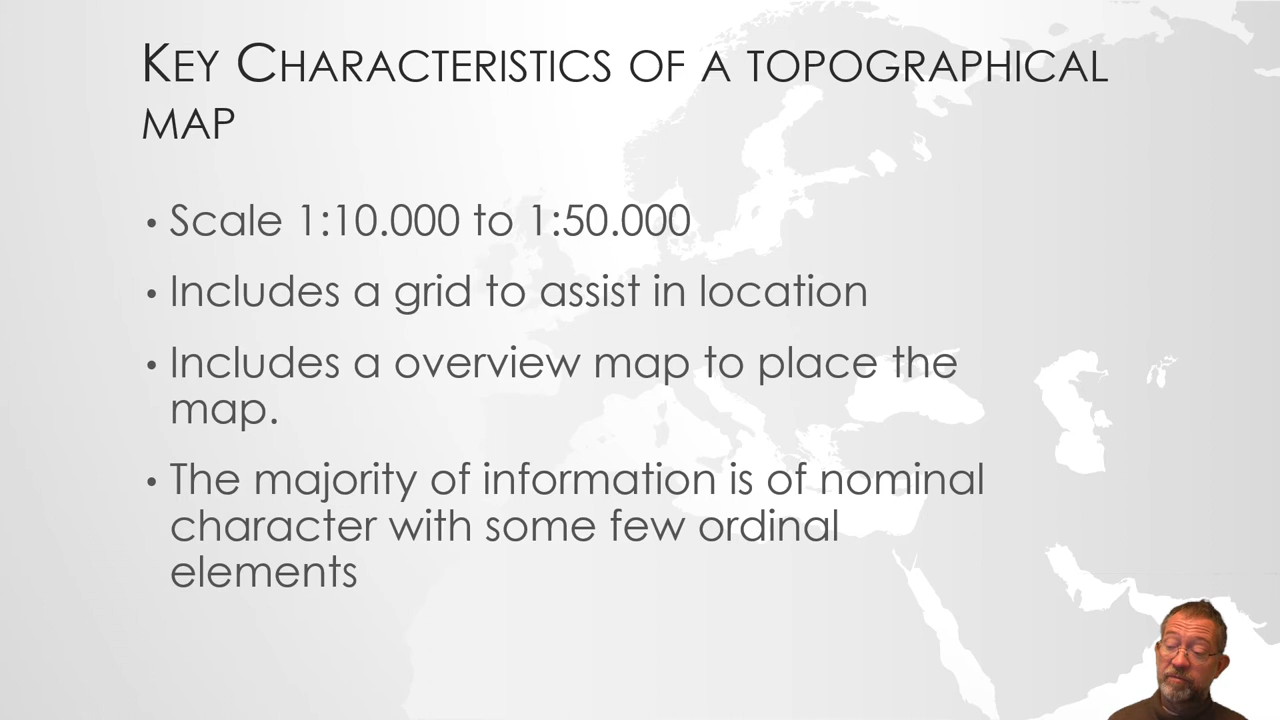 Key Characteristics of a topographical
map
• Scale 1:10.000 to 1:50.000
• Includes a grid to assist in location
• Includes a overview map to place the
map.
• The majority of information is of nominal
character with some few ordinal
elements